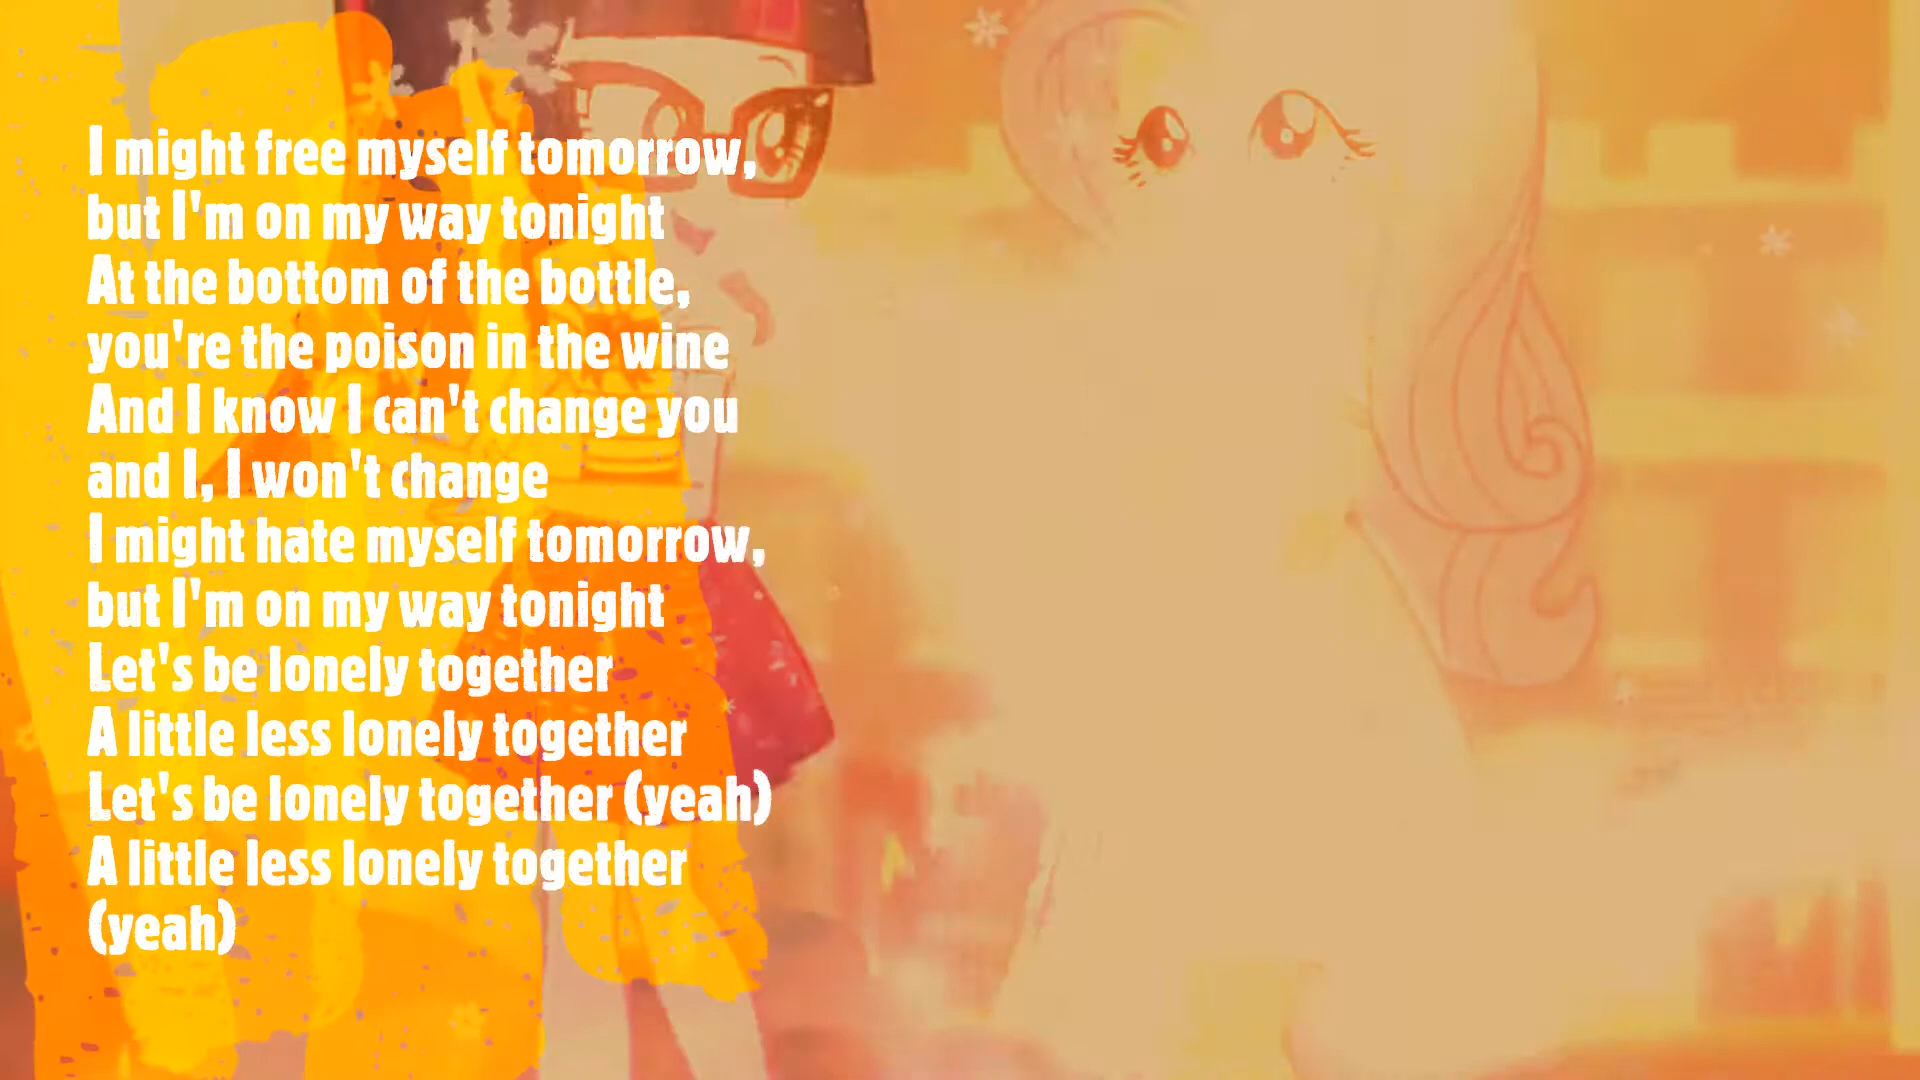 I might free myself tomorrow,
but I'm on my way tonight
At the bottom of the bottle,
you're the poison in the wine
And I know I can't change you
and I, I won't change
I might hate myself tomorrow,
but I'm on my way tonight
Let's be lonely together
A little less lonely together
Let's be lonely together (yeah)
A little less lonely together
(yeah)